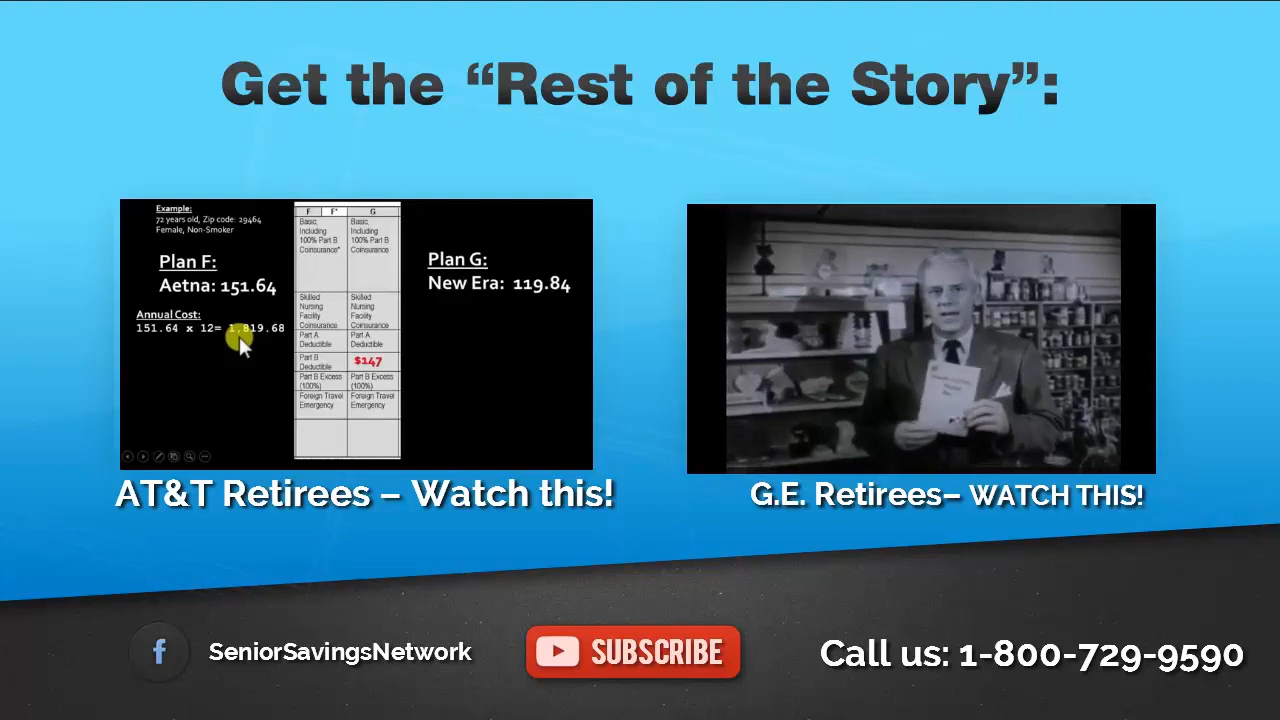 Get the “Rest of the Story”:
Example:
72 years old, Zip code: 29464
Female, Non-Smoker
Plan F:
Aetna: 151.64
Annual Cost:
151.64 x 12= 1,819.68
F F* G
Basic, Including 100% Part B Coinsurance*
Basic, Including 100% Part B Coinsurance
Skilled Nursing Facility Coinsurance
Skilled Nursing Facility Coinsurance
Part A Deductible
Part A Deductible
Part B Deductible
$147
Part B Excess (100%)
Part B Excess (100%)
Foreign Travel Emergency
Foreign Travel Emergency
Plan G:
New Era: 119.84
AT&T Retirees – Watch this!
G.E. Retirees– WATCH THIS!
SeniorSavingsNetwork
SUBSCRIBE
Call us: 1-800-729-9590